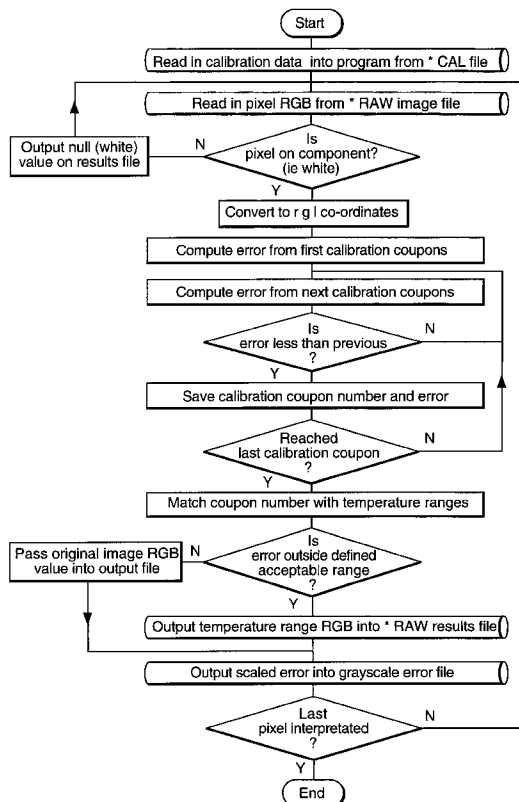 Start
Read in calibration data into program from * CAL file
Read in pixel RGB from * RAW image file
Output null (white)
value on results file
N
Is
pixel on component?
(ie white)
Y
Convert to r g l co-ordinates
Compute error from first calibration coupons
Compute error from next calibration coupons
Is
error less than previous
?
N
Y
Save calibration coupon number and error
Reached
last calibration coupon
?
N
Y
Match coupon number with temperature ranges
Pass original image RGB
value into output file
N
Is
error outside defined
acceptable range
?
Y
Output temperature range RGB into * RAW results file
Output scaled error into grayscale error file
Last
pixel interpretated
?
N
Y
End